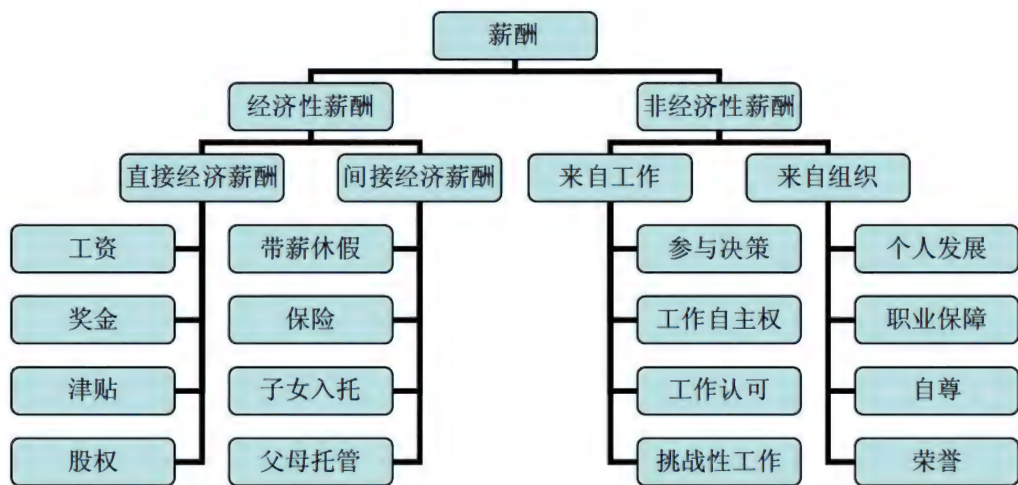 薪酬
经济性薪酬
非经济性薪酬
直接经济薪酬
间接经济薪酬
来自工作
来自组织
工资
带薪休假
参与决策
个人发展
奖金
保险
工作自主权
职业保障
津贴
子女入托
工作认可
自尊
股权
父母托管
挑战性工作
荣誉